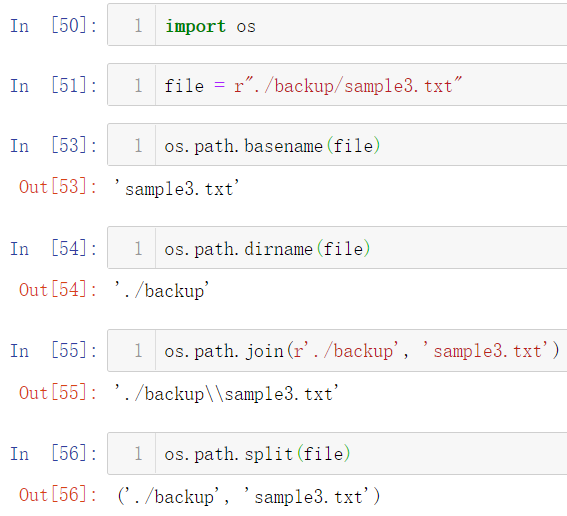 In [50]: 1 import os
In [51]: 1 file = r"./backup/sample3.txt"
In [53]: 1 os.path.basename(file)
Out[53]: 'sample3.txt'
In [54]: 1 os.path.dirname(file)
Out[54]: './backup'
In [55]: 1 os.path.join(r'./backup', 'sample3.txt')
Out[55]: './backup\\sample3.txt'
In [56]: 1 os.path.split(file)
Out[56]: ('./backup', 'sample3.txt')